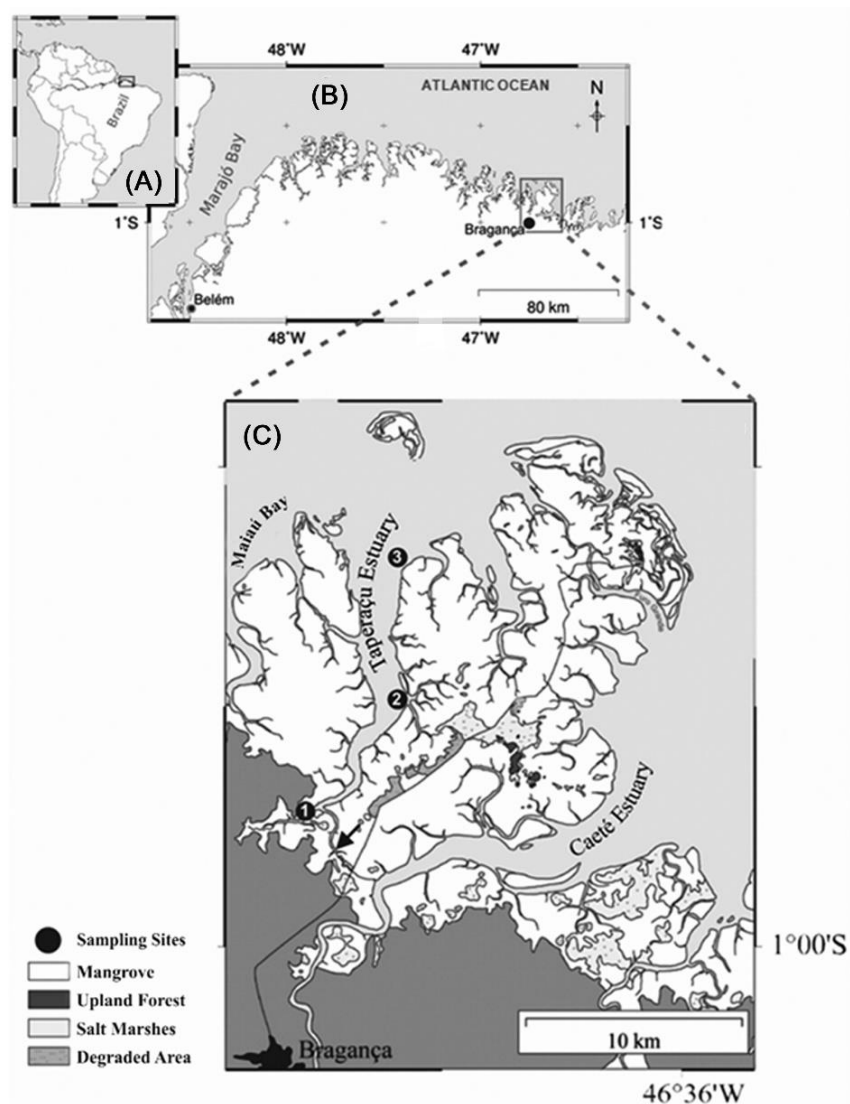 48°W
47°W
(B)
ATLANTIC OCEAN
N
Brazil
(A)
Marajó Bay
1°S
Bragança
1°S
Belém
80 km
48°W
47°W
(C)
Maiaú Bay
Taperaçu Estuary
3
2
1
Caeté Estuary
Sampling Sites
Mangrove
Upland Forest
Salt Marshes
Degraded Area
1°00'S
10 km
Bragança
46°36'W